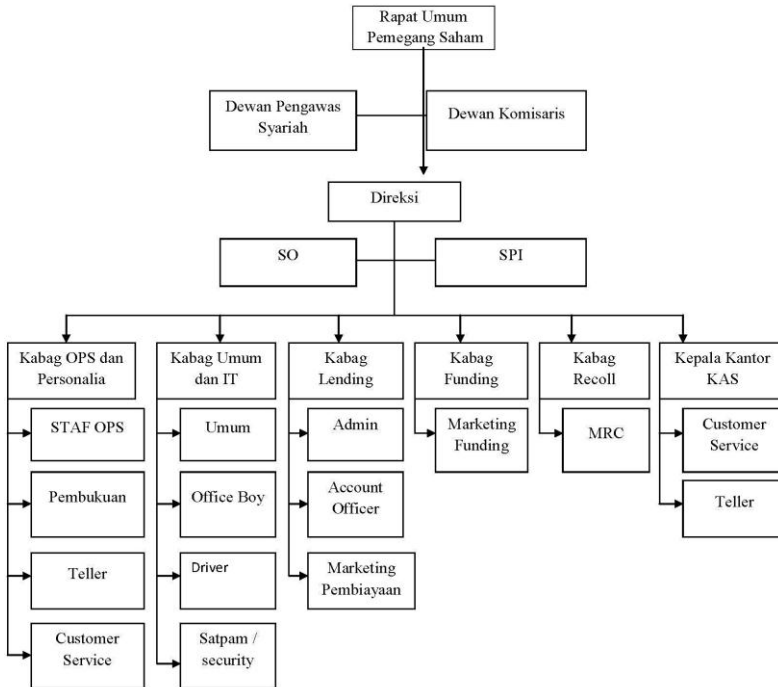 Rapat Umum
Pemegang Saham
Dewan Pengawas
Syariah
Dewan Komisaris
Direksi
SO
SPI
Kabag OPS dan
Personalia
Kabag Umum
dan IT
Kabag
Lending
Kabag
Funding
Kabag
Recoll
Kepala Kantor
KAS
STAF OPS
Pembukuan
Teller
Customer
Service
Umum
Office Boy
Driver
Satpam /
security
Admin
Account
Officer
Marketing
Pembiayaan
Marketing
Funding
MRC
Customer
Service
Teller